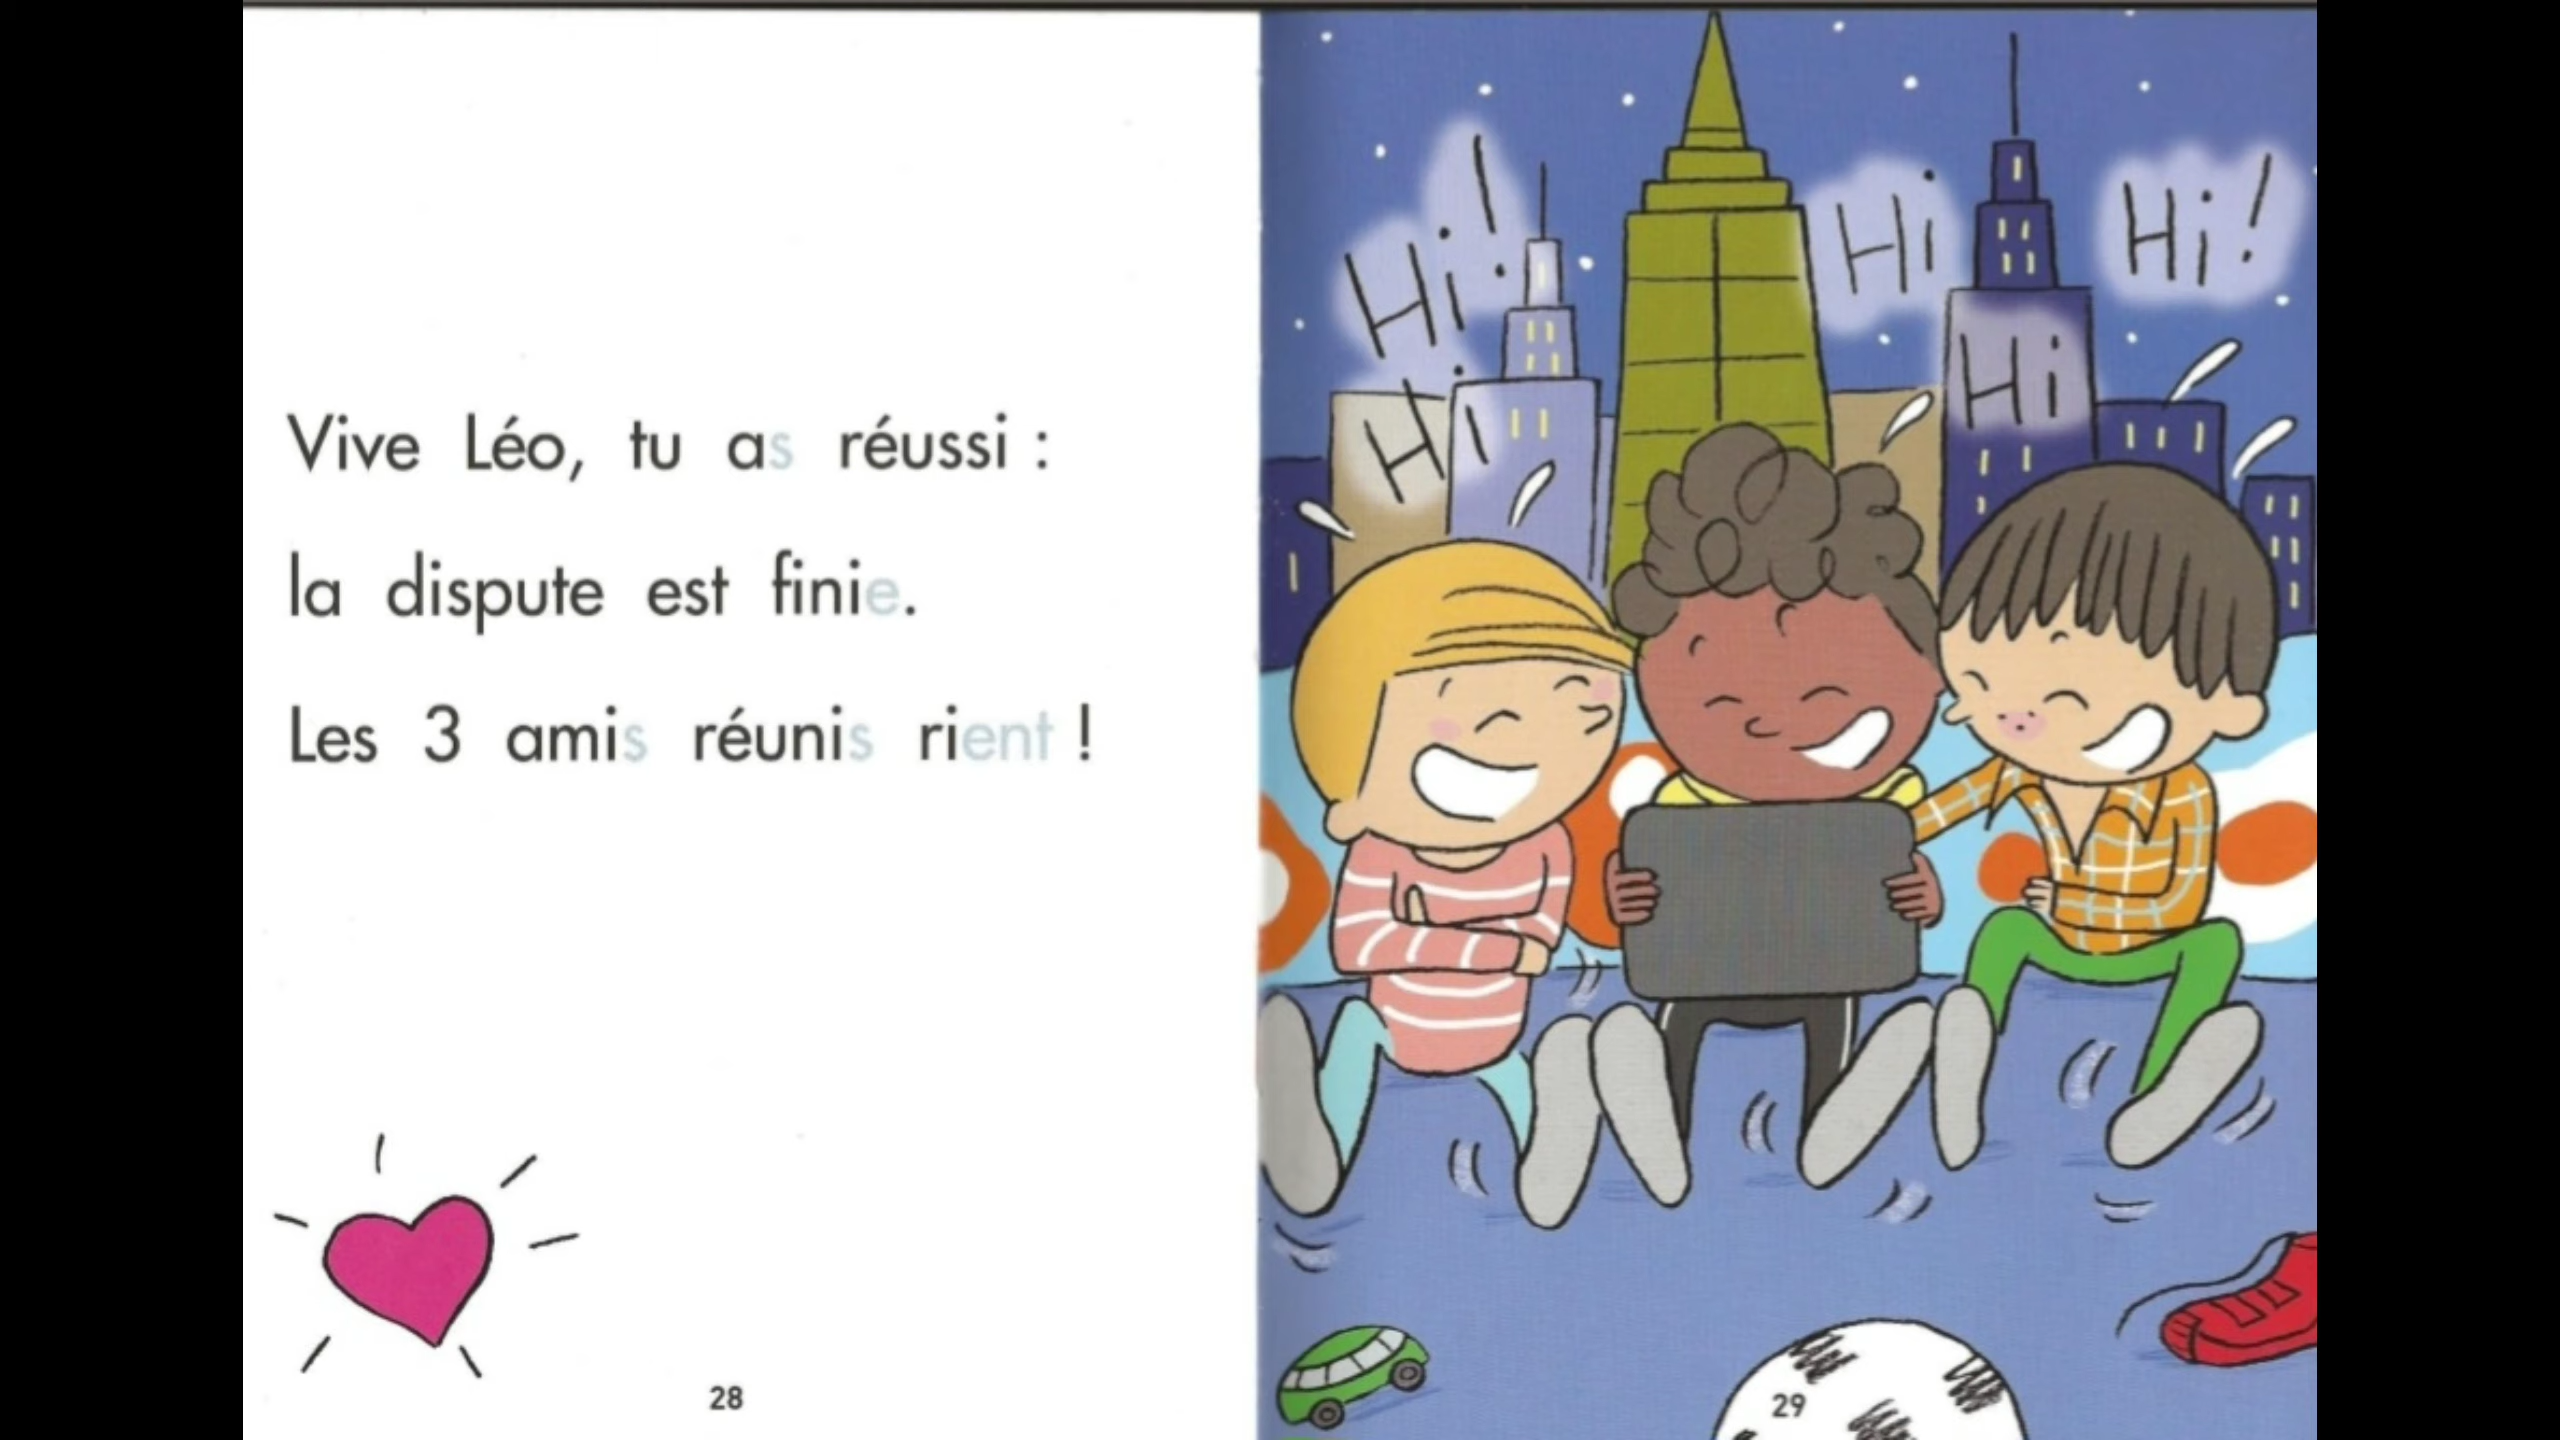 Vive Léo, tu as réussi :
la dispute est finie.
Les 3 amis réunis rient !
28
Hi!
Hi
Hi
Hi!
Hi
29